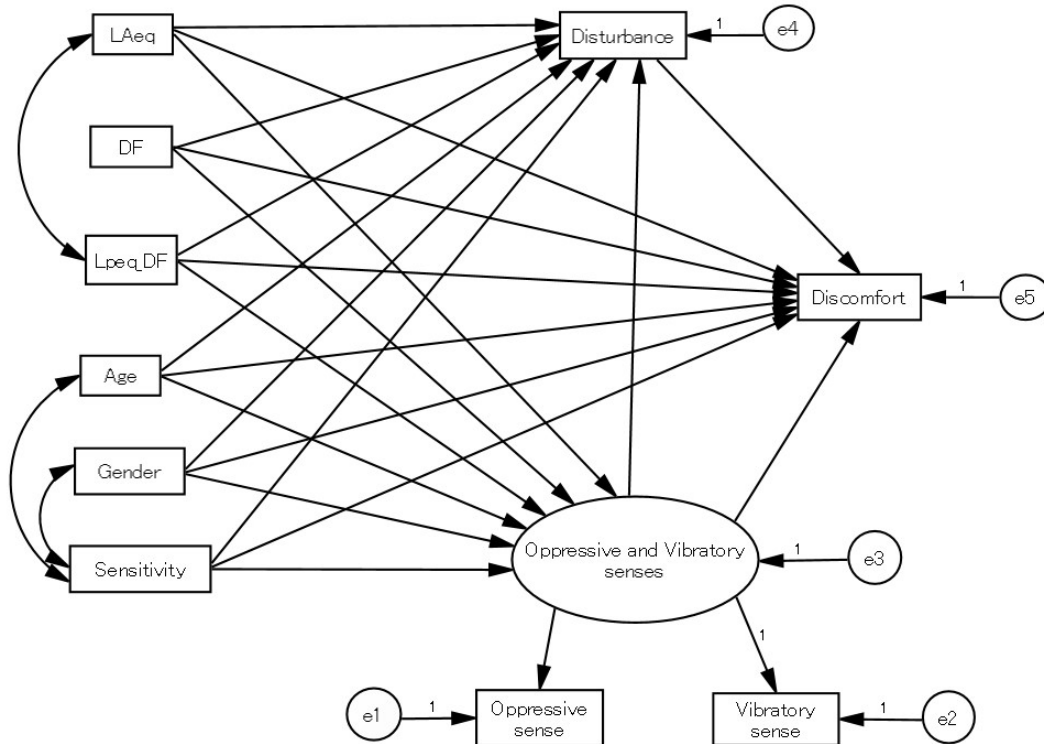 LAeq
Disturbance
1
e4
DF
Lpeq_DF
Discomfort
1
e5
Age
Gender
Sensitivity
Oppressive and Vibratory
senses
1
e3
1
e1
1
Oppressive
sense
Vibratory
sense
1
e2